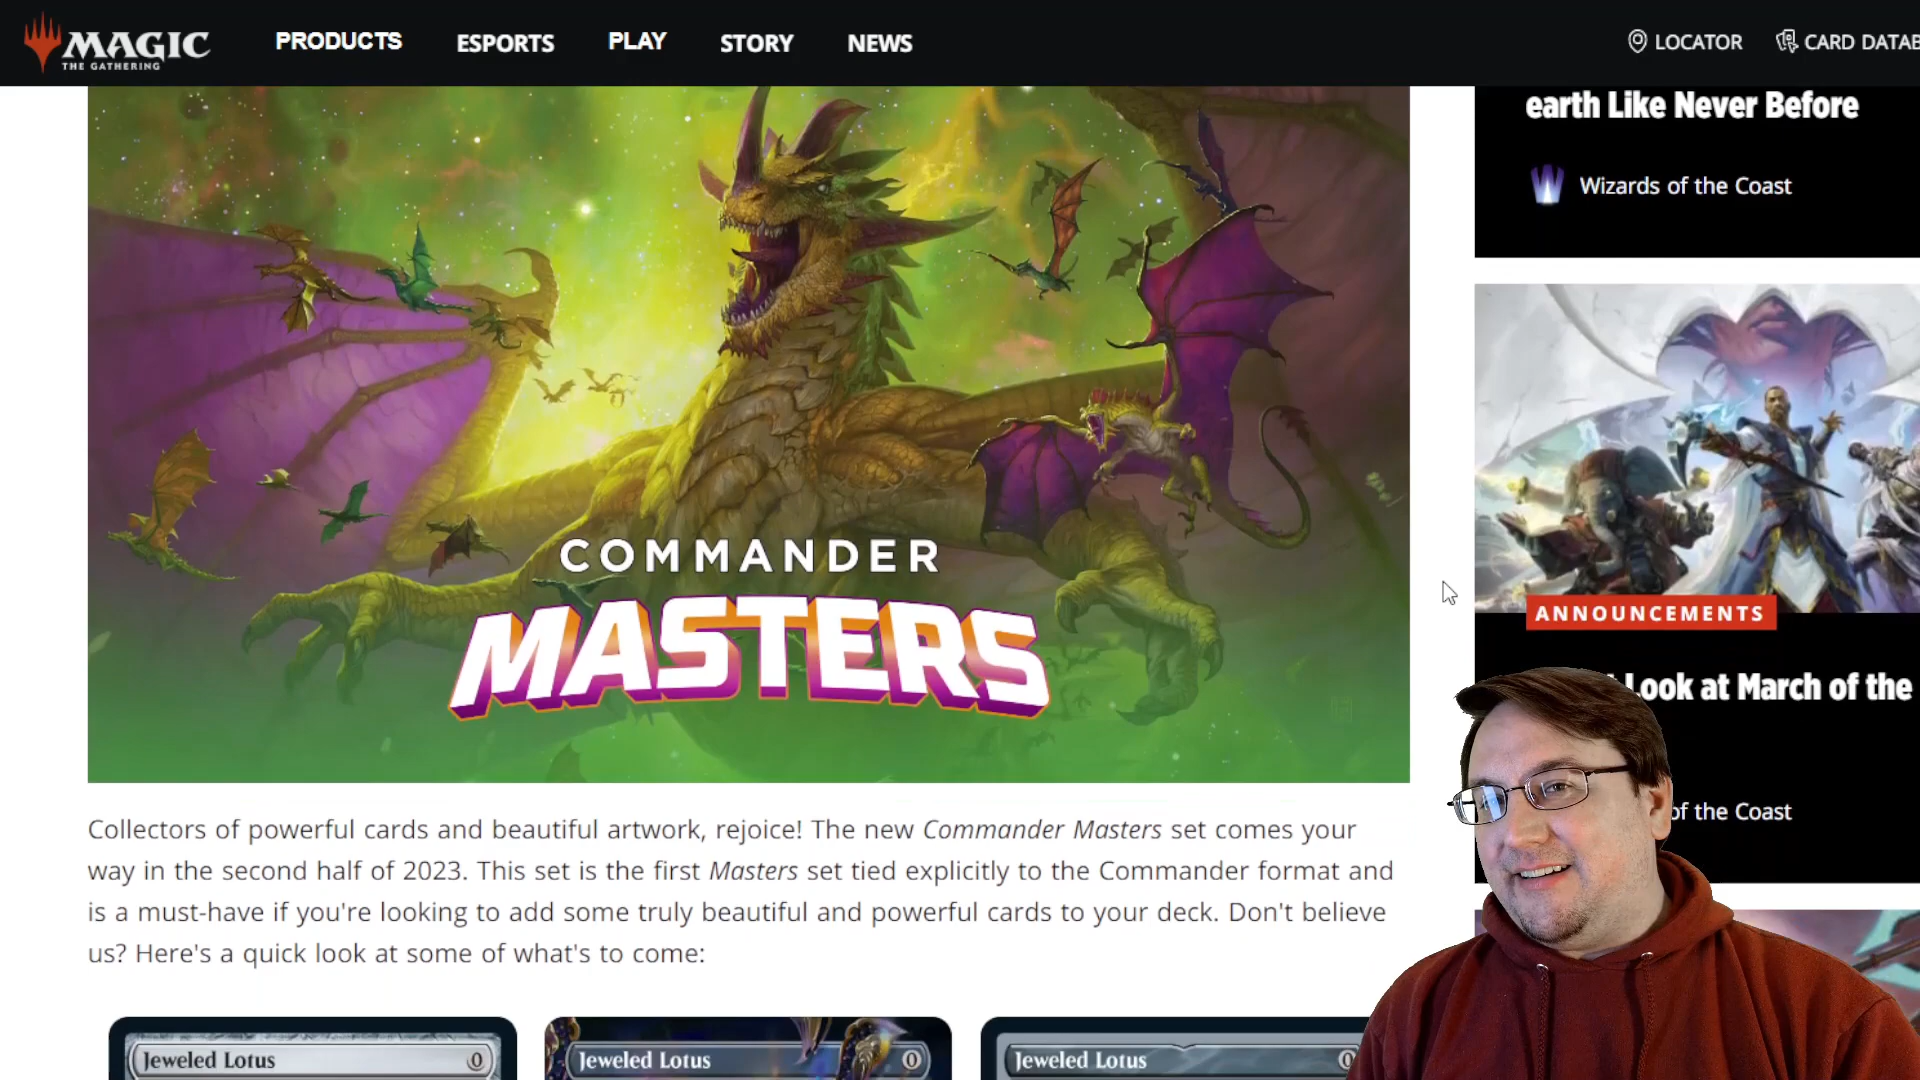 MAGIC
THE GATHERING
PRODUCTS
ESPORTS
PLAY
STORY
NEWS
LOCATOR
CARD DATAB
earth Like Never Before
Wizards of the Coast
COMMANDER
MASTERS
ANNOUNCEMENTS
Look at March of the
of the Coast
Collectors of powerful cards and beautiful artwork, rejoice! The new Commander Masters set comes your
way in the second half of 2023. This set is the first Masters set tied explicitly to the Commander format and
is a must-have if you're looking to add some truly beautiful and powerful cards to your deck. Don't believe
us? Here's a quick look at some of what's to come:
Jeweled Lotus 0
Jeweled Lotus 0
Jeweled Lotus 0